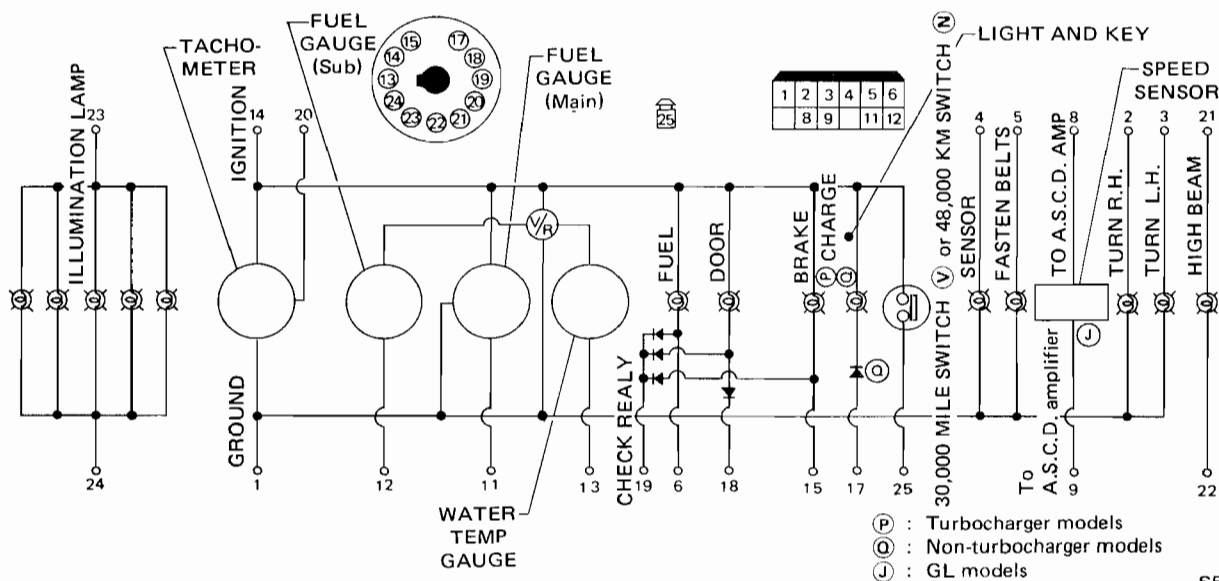 TACHO-
METER
FUEL
GAUGE
(Sub)
FUEL
GAUGE
(Main)
LIGHT AND KEY
SPEED
SENSOR
15 17
14 18
13 19
24 20
23 22 21
25
1 2 3 4 5 6
8 9 11 12
ILLUMINATION LAMP
23
24
IGNITION
14
20
GROUND
1
12
11
13
V/R
WATER
TEMP
GAUGE
CHECK REALY
19
6
18
FUEL
DOOR
BRAKE
P
CHARGE
Q
Q
15
17
25
30,000 MILE SWITCH V or 48,000 KM SWITCH N
SENSOR
4
FASTEN BELTS
5
TO A.S.C.D. AMP
8
J
To
A.S.C.D. amplifier
9
TURN R.H.
2
TURN L.H.
3
HIGH BEAM
21
22
P : Turbocharger models
Q : Non-turbocharger models
J : GL models